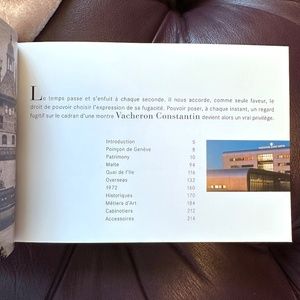 Le temps passe et s'enfuit à chaque seconde, il nous accorde, comme seule faveur, le
droit de pouvoir choisir l'expression de sa fugacité. Pouvoir poser, à chaque instant, un regard
fugitif sur le cadran d'une montre Vacheron Constantin devient alors un vrai privilège.
Introduction 5
Poinçon de Genève 8
Patrimony 10
Malte 94
Quai de l'Ile 116
Overseas 132
1972 160
Historiques 170
Métiers d'Art 184
Cabinotiers 212
Accessoires 214